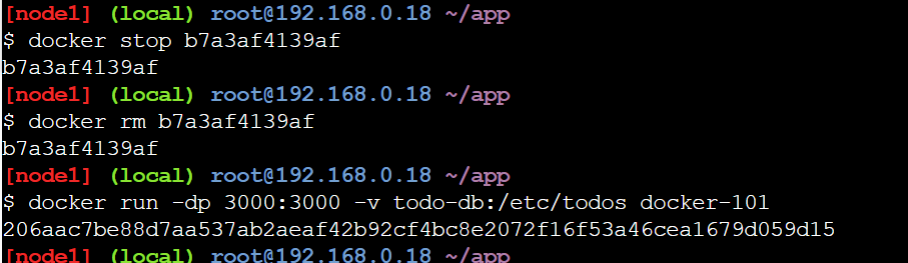 [node1] (local) root@192.168.0.18 ~/app
$ docker stop b7a3af4139af
b7a3af4139af
[node1] (local) root@192.168.0.18 ~/app
$ docker rm b7a3af4139af
b7a3af4139af
[node1] (local) root@192.168.0.18 ~/app
$ docker run -dp 3000:3000 -v todo-db:/etc/todos docker-101
206aac7be88d7aa537ab2aeaf42b92cf4bc8e2072f16f53a46cea1679d059d15
[node1] (local) root@192.168.0.18 ~/app